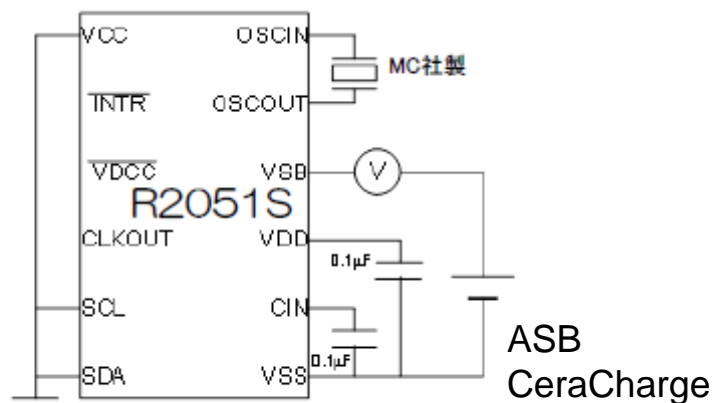 VCC
OSCIN
MC社製
INTR
OSCOUT
VDCC
VSB
V
R2051S
CLKOUT
VDD
0.1μF
SCL
CIN
0.1μF
SDA
VSS
ASB
CeraCharge